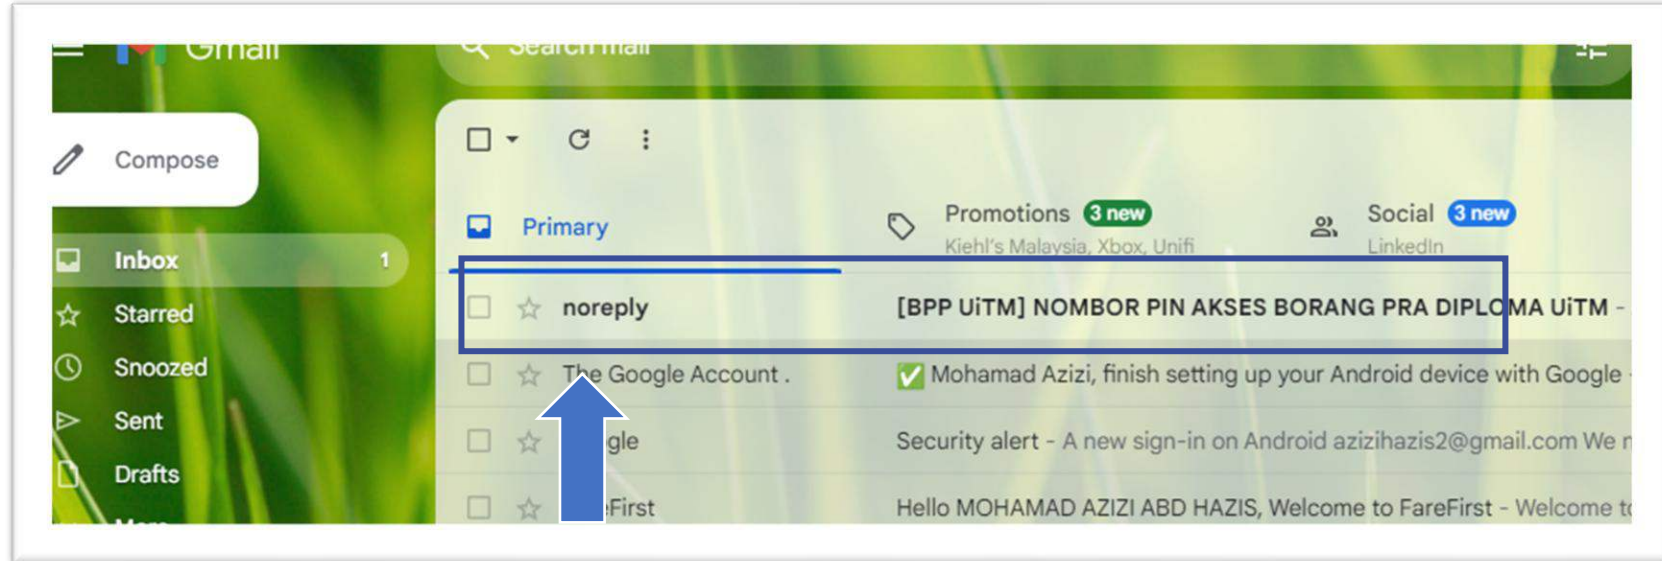 Gmail
Search mail
Compose
Primary
Promotions 3 new
Kiehl's Malaysia, Xbox, Unifi
Social 3 new
LinkedIn
Inbox 1
noreply [BPP UiTM] NOMBOR PIN AKSES BORANG PRA DIPLOMA UiTM -
Starred
Snoozed
The Google Account . ✅ Mohamad Azizi, finish setting up your Android device with Google
Sent
Security alert - A new sign-in on Android azizihazis2@gmail.com We
Drafts
Hello MOHAMAD AZIZI ABD HAZIS, Welcome to FareFirst - Welcome to
More